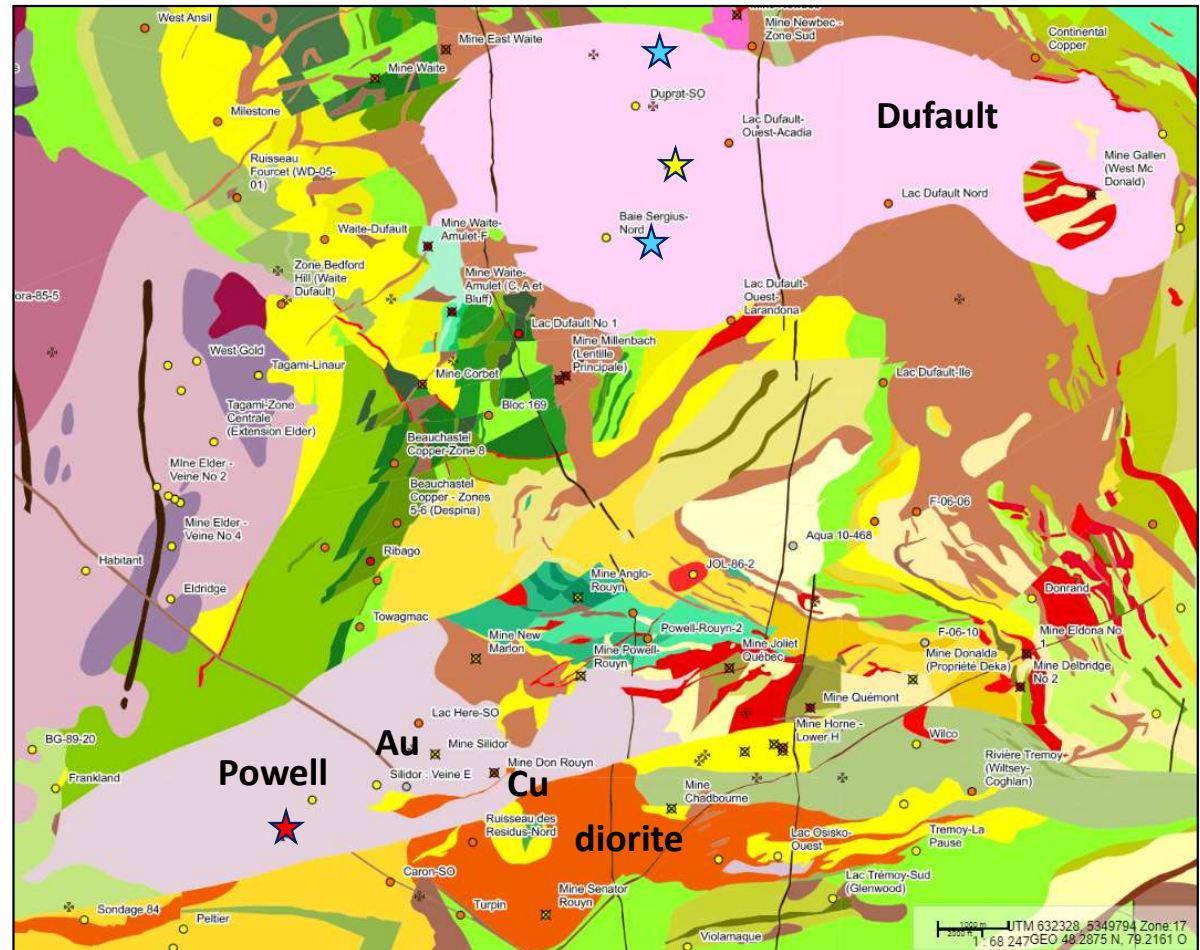 West Ansil
Mine East Waite
Mine Newbec -
Zone Sud
Continental
Copper
Mine Waite
Duprat-SO
Dufault
Milestone
Lac Dufault-
Ouest-Acadia
Ruisseau
Fourcet (WD-05-
01)
Mine Gallen
(West Mc
Donald)
Lac Dufault Nord
Waite-Dufault
Mine Waite-
Amulet-F
Baie Sergius-
Nord
Zone Bedford
Hill (Waite
Dufault)
Mine Waite-
Amulet (C, A et
Bluff)
ora-85-5
Lac Dufault-
Ouest-
Larandona
Lac Dufault No 1
Mine Millenbach
(Lentille
Principale)
West Gold
Tagami-Linaur
Mine Corbet
Lac Dufault-Ile
Tagami-Zone
Centrale
(Extension Elder)
Bloc 169
Beauchastel
Copper-Zone 8
MIne Elder -
Veine No 2
Beauchastel
Copper - Zones
5-6 (Despina)
F-06-06
Mine Elder -
Veine No 4
Aqua 10-468
Habitant
Ribago
JOL-86-2
Mine Anglo-
Rouyn
Eldridge
Donrand
Towagmac
Powell-Rouyn-2
F-06-10
Mine Eldona No
1
Mine New
Marlon
Mine Powell-
Rouyn
Mine Joliet
Québec
Mine Donalda
(Propriété Deka)
Mine Delbridge
No 2
Mine Quémont
Lac Here-SO
Mine Horne -
Lower H
BG-89-20
Au
Mine Silidor
Wilco
Powell
Mine Don Rouyn
Rivière Tremoy
(Wiltsey-
Coghlan)
Frankland
Silidor : Veine E
Cu
Mine
Chadbourne
Ruisseau des
Residus-Nord
diorite
Lac Osisko-
Ouest
Tremoy-La
Pause
Caron-SO
Lac Trémoy-Sud
(Glenwood)
Sondage 84
Peltier
Turpin
Mine Senator
Rouyn
Violamaque
1000 m
2000 ft
UTM 632328, 5349794 Zone:17
1 : 68 247
GEO 48.2875 N, 79.2161 O